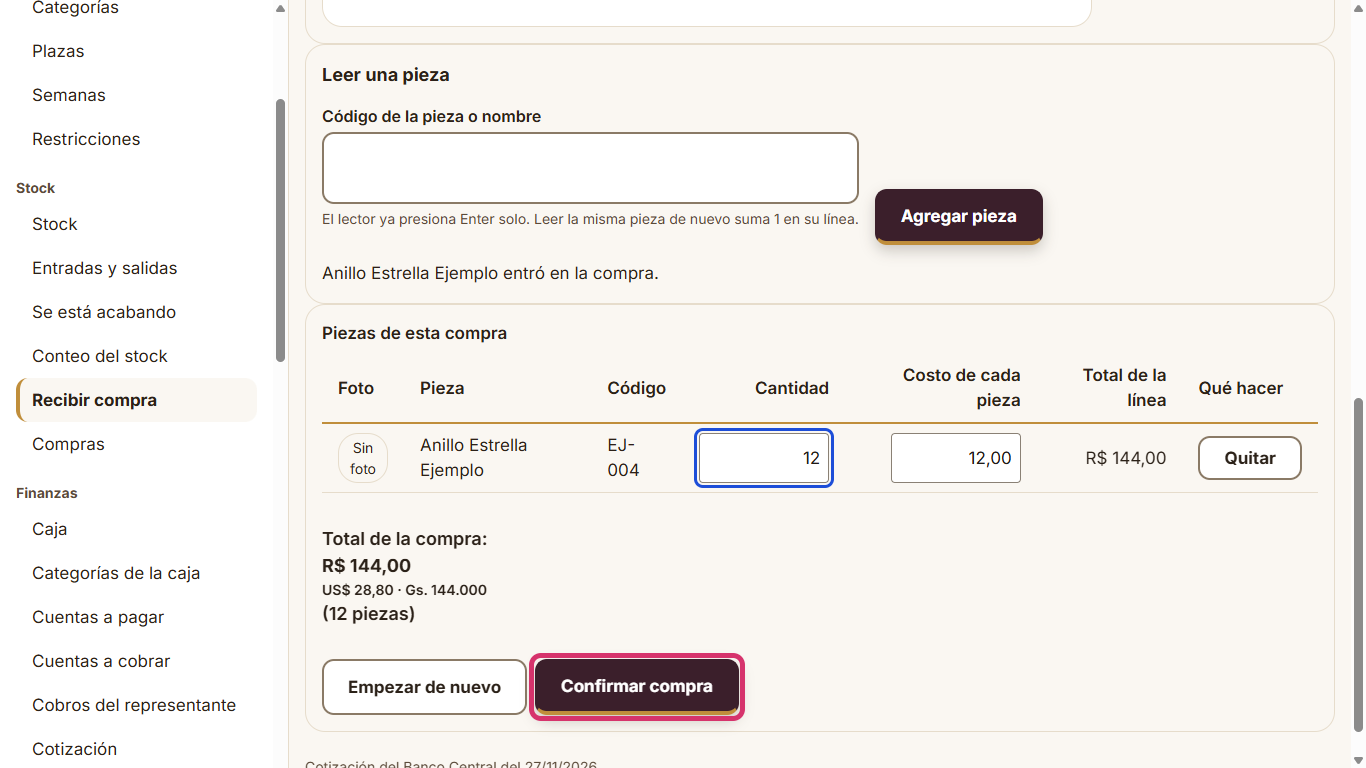 Categorías
Plazas
Semanas
Restricciones
Stock
Stock
Entradas y salidas
Se está acabando
Conteo del stock
Recibir compra
Compras
Finanzas
Caja
Categorías de la caja
Cuentas a pagar
Cuentas a cobrar
Cobros del representante
Cotización
Leer una pieza
Código de la pieza o nombre
El lector ya presiona Enter solo. Leer la misma pieza de nuevo suma 1 en su línea.
Agregar pieza
Anillo Estrella Ejemplo entró en la compra.
Piezas de esta compra
Foto Pieza Código Cantidad Costo de cada pieza Total de la línea Qué hacer
Sin foto Anillo Estrella Ejemplo EJ-004 12 12,00 R$ 144,00 Quitar
Total de la compra:
R$ 144,00
US$ 28,80 · Gs. 144.000
(12 piezas)
Empezar de nuevo Confirmar compra
Cotización del Banco Central del 27/11/2026